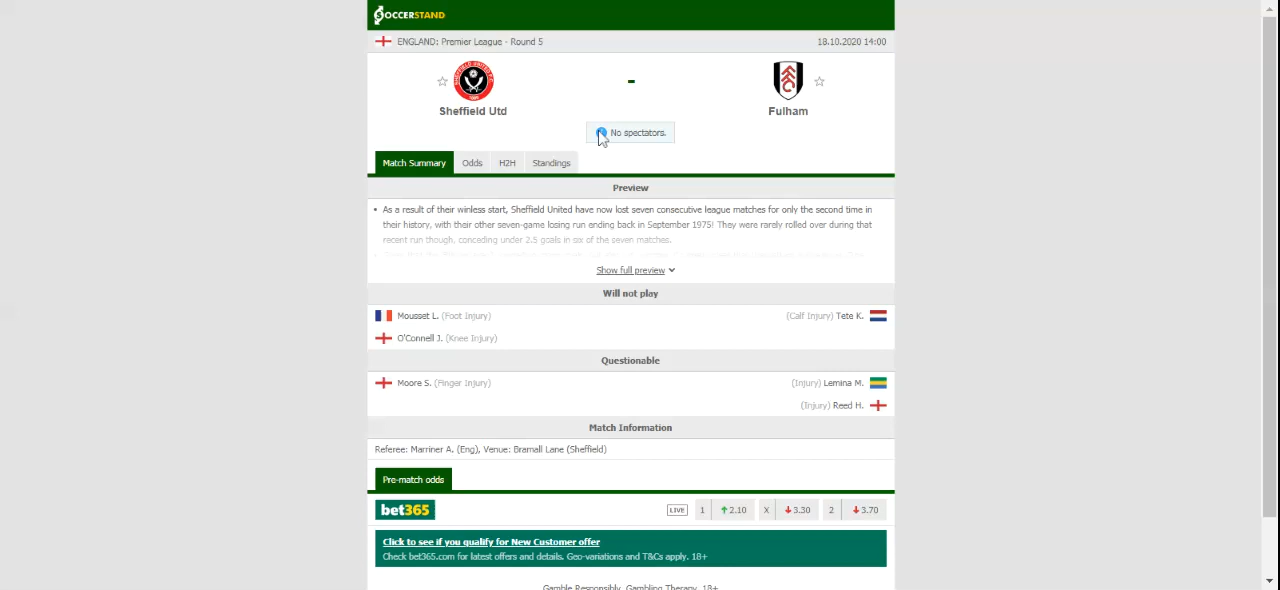 SOCCERSTAND
ENGLAND: Premier League - Round 5
18.10.2020 14:00
Sheffield Utd
-
Fulham
No spectators.
Match Summary
Odds
H2H
Standings
Preview
• As a result of their winless start, Sheffield United have now lost seven consecutive league matches for only the second time in
their history, with their other seven-game losing run ending back in September 1975! They were rarely rolled over during that
recent run though, conceding under 2.5 goals in six of the seven matches.
Show full preview
Will not play
Mousset L. (Foot Injury)
(Calf Injury) Tete K.
O'Connell J. (Knee Injury)
Questionable
Moore S. (Finger Injury)
(Injury) Lemina M.
(Injury) Reed H.
Match Information
Referee: Marriner A. (Eng), Venue: Bramall Lane (Sheffield)
Pre-match odds
bet365
LIVE
1 2.10
X 3.30
2 3.70
Click to see if you qualify for New Customer offer
Check bet365.com for latest offers and details. Geo-variations and T&Cs apply. 18+
Gamble Responsibly. Gambling Therapy. 18+